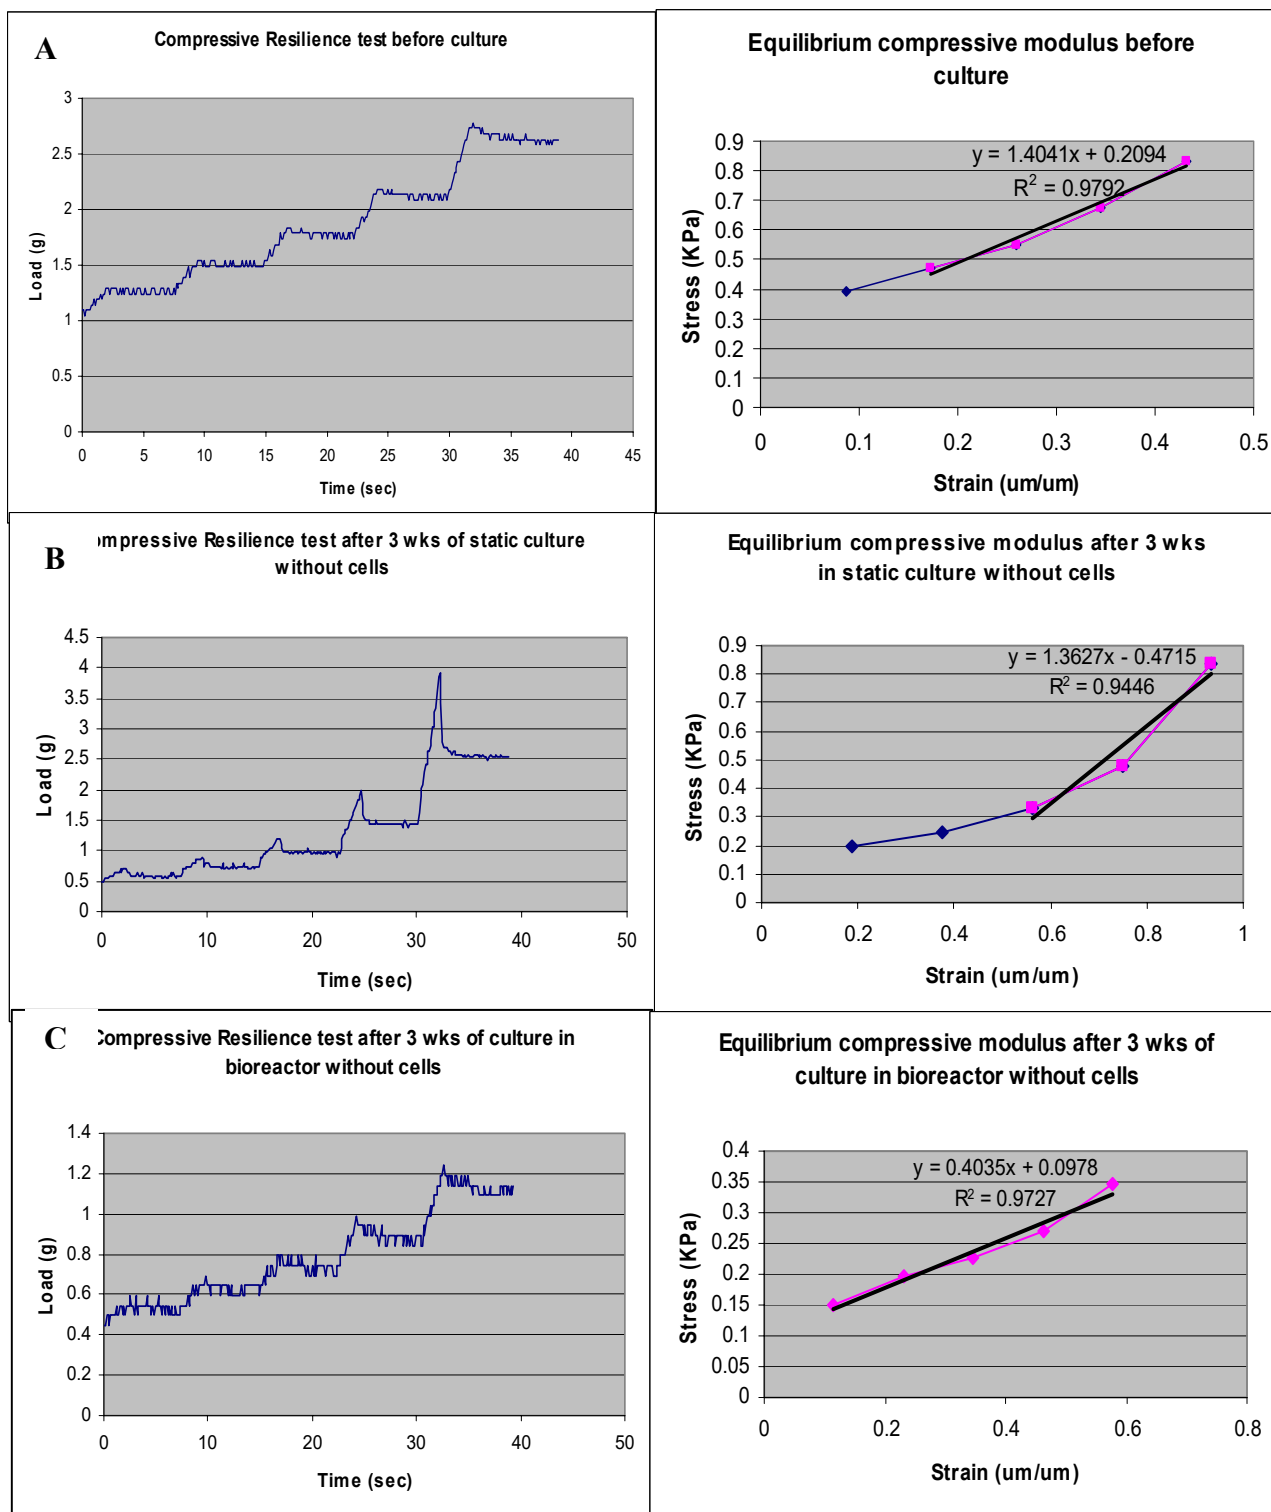 A
Compressive Resilience test before culture
3
2.5
2
1.5
1
0.5
0
0 5 10 15 20 25 30 35 40 45
Load (g)
Time (sec)
Equilibrium compressive modulus before
culture
0.9
0.8
0.7
0.6
0.5
0.4
0.3
0.2
0.1
0
0 0.1 0.2 0.3 0.4 0.5
y = 1.4041x + 0.2094
R² = 0.9792
Stress (KPa)
Strain (um/um)
B
ompressive Resilience test after 3 wks of static culture
without cells
4.5
4
3.5
3
2.5
2
1.5
1
0.5
0
0 10 20 30 40 50
Load (g)
Time (sec)
Equilibrium compressive modulus after 3 wks
in static culture without cells
0.9
0.8
0.7
0.6
0.5
0.4
0.3
0.2
0.1
0
0 0.2 0.4 0.6 0.8 1
y = 1.3627x - 0.4715
R² = 0.9446
Stress (KPa)
Strain (um/um)
C
Compressive Resilience test after 3 wks of culture in
bioreactor without cells
1.4
1.2
1
0.8
0.6
0.4
0.2
0
0 10 20 30 40 50
Load (g)
Time (sec)
Equilibrium compressive modulus after 3 wks of
culture in bioreactor without cells
0.4
0.35
0.3
0.25
0.2
0.15
0.1
0.05
0
0 0.2 0.4 0.6 0.8
y = 0.4035x + 0.0978
R² = 0.9727
Stress (KPa)
Strain (um/um)